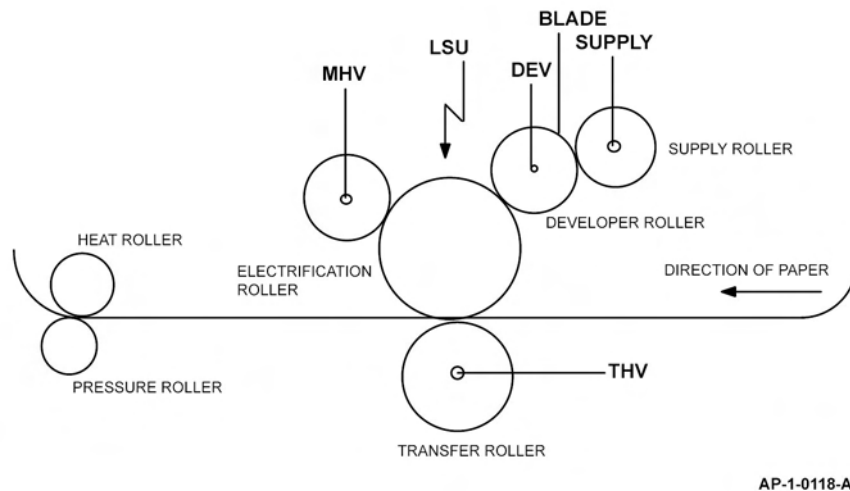 BLADE
LSU
SUPPLY
MHV
DEV
SUPPLY ROLLER
DEVELOPER ROLLER
HEAT ROLLER
ELECTRIFICATION
ROLLER
DIRECTION OF PAPER
PRESSURE ROLLER
THV
TRANSFER ROLLER
AP-1-0118-A